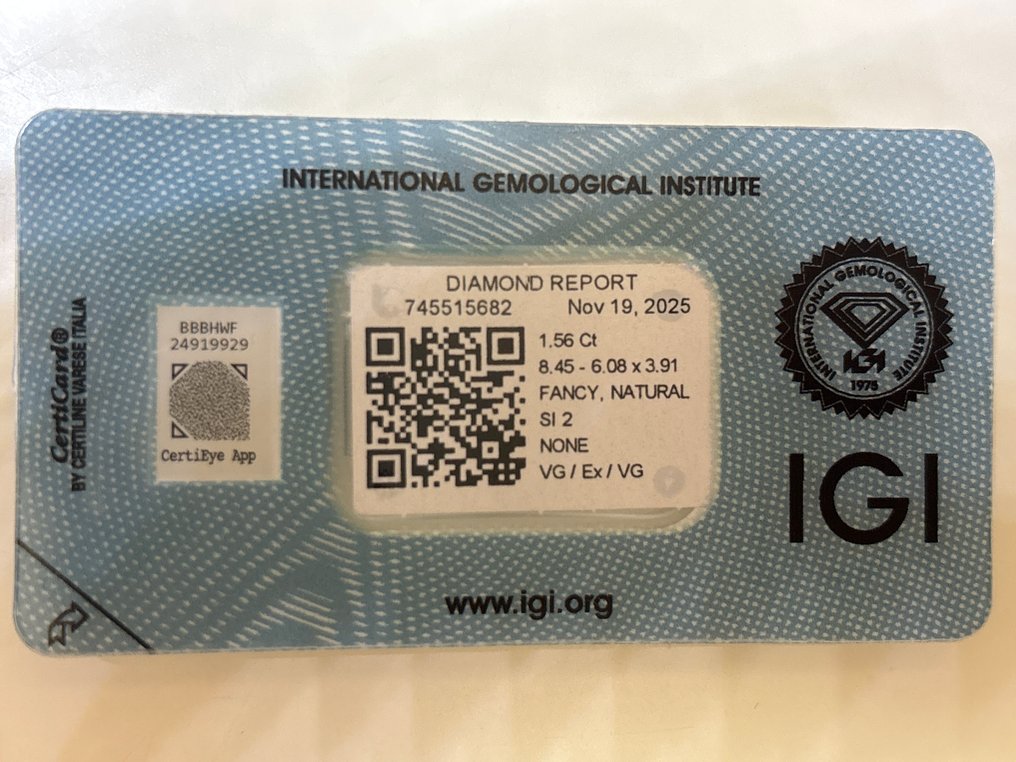 INTERNATIONAL GEMOLOGICAL INSTITUTE
CertiCard®
BY CERTILINE VARESE ITALIA
BBBHWF
24919929
CertiEye App
DIAMOND REPORT
745515682 Nov 19, 2025
1.56 Ct
8.45 - 6.08 x 3.91
FANCY, NATURAL
SI 2
NONE
VG / Ex / VG
INTERNATIONAL GEMOLOGICAL INSTITUTE
IGI
1975
IGI
www.igi.org